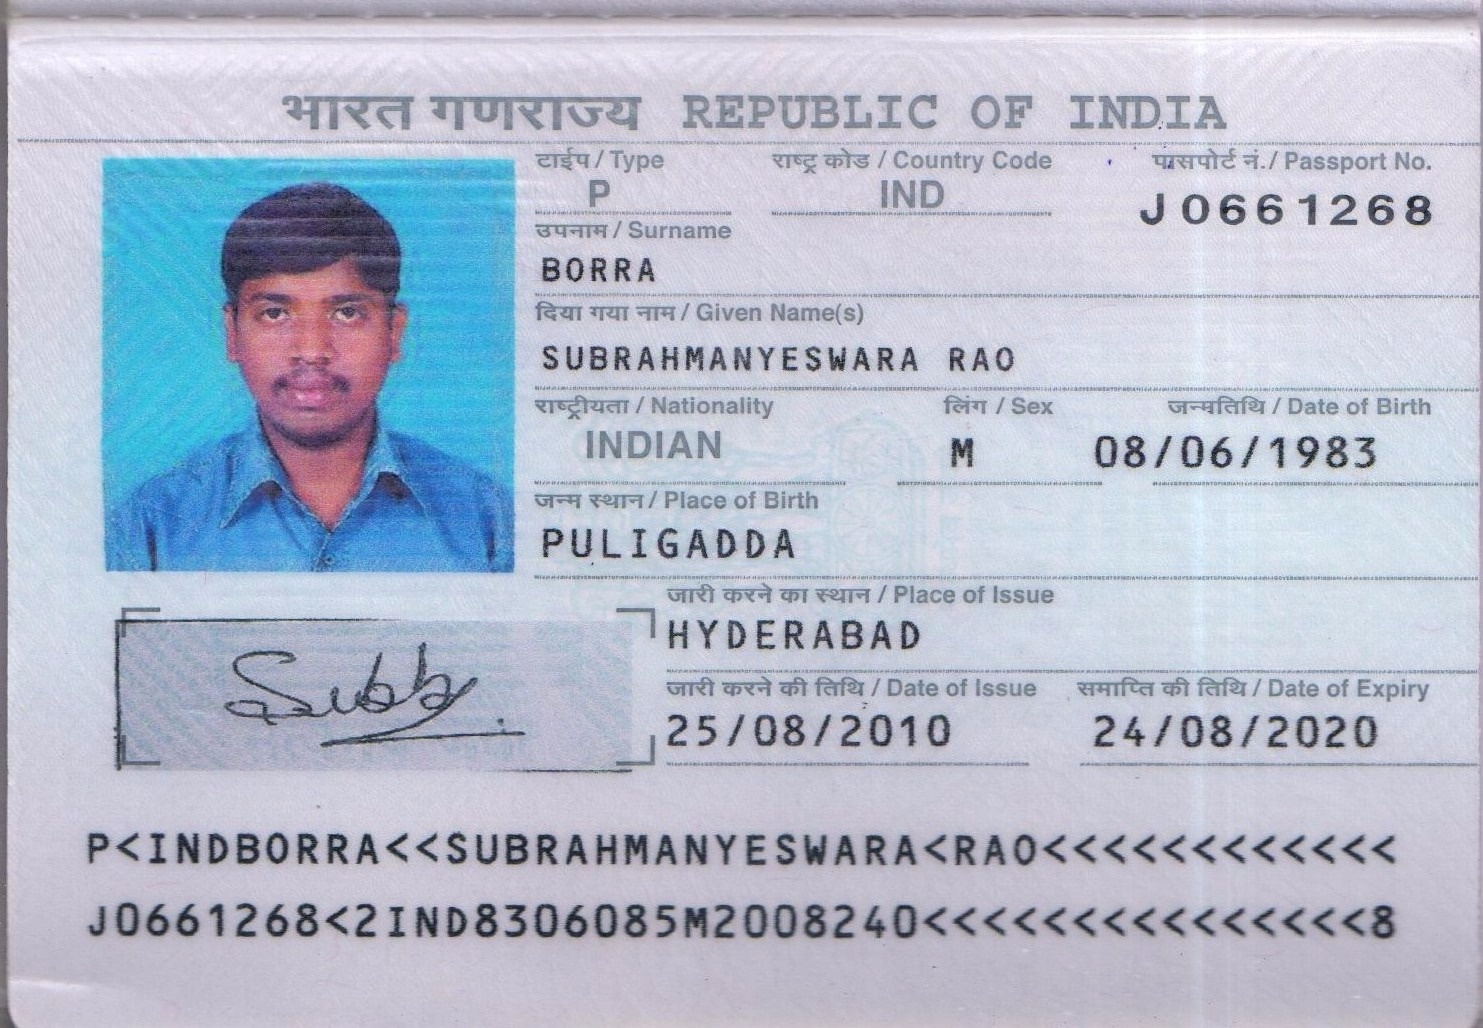 भारत गणराज्य REPUBLIC OF INDIA
टाईप / Type राष्ट्र कोड / Country Code पासपोर्ट नं. / Passport No.
P IND J0661268
उपनाम / Surname
BORRA
दिया गया नाम / Given Name(s)
SUBRAHMANYESWARA RAO
राष्ट्रीयता / Nationality लिंग / Sex जन्मतिथि / Date of Birth
INDIAN M 08/06/1983
जन्म स्थान / Place of Birth
PULIGADDA
जारी करने का स्थान / Place of Issue
HYDERABAD
जारी करने की तिथि / Date of Issue समाप्ति की तिथि / Date of Expiry
25/08/2010 24/08/2020
Subb
P<INDBORRA<<SUBRAHMANYESWARA<RAO<<<<<<<<<<<<
J0661268<2IND8306085M2008240<<<<<<<<<<<<<<<8